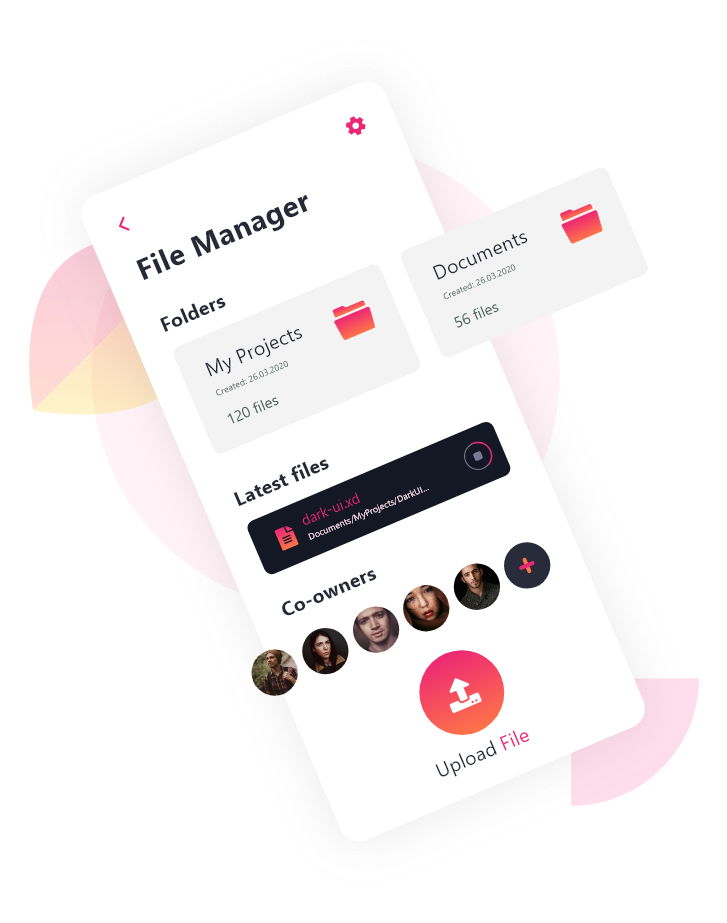 File Manager
Folders
My Projects
Created: 26.03.2020
120 files
Documents
Created: 26.03.2020
56 files
Latest files
dark-ui.xd
Documents/MyProjects/DarkUI...
Co-owners
Upload File